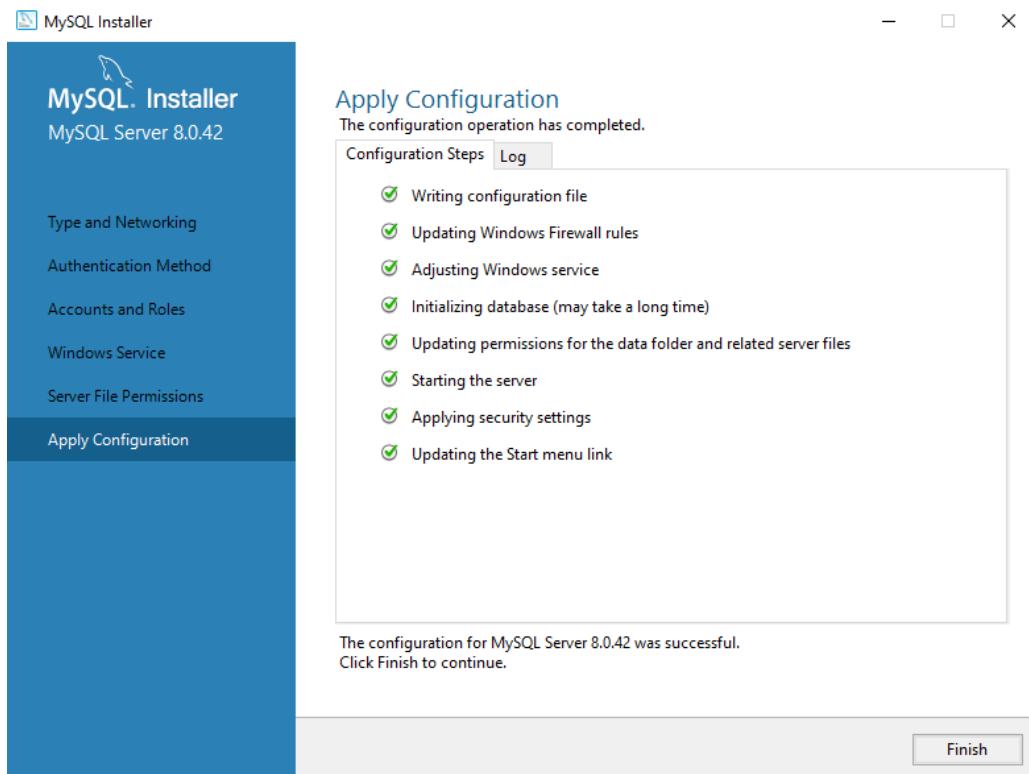 MySQL Installer
MySQL. Installer
MySQL Server 8.0.42
Type and Networking
Authentication Method
Accounts and Roles
Windows Service
Server File Permissions
Apply Configuration
Apply Configuration
The configuration operation has completed.
Configuration Steps
Log
Writing configuration file
Updating Windows Firewall rules
Adjusting Windows service
Initializing database (may take a long time)
Updating permissions for the data folder and related server files
Starting the server
Applying security settings
Updating the Start menu link
The configuration for MySQL Server 8.0.42 was successful.
Click Finish to continue.
Finish